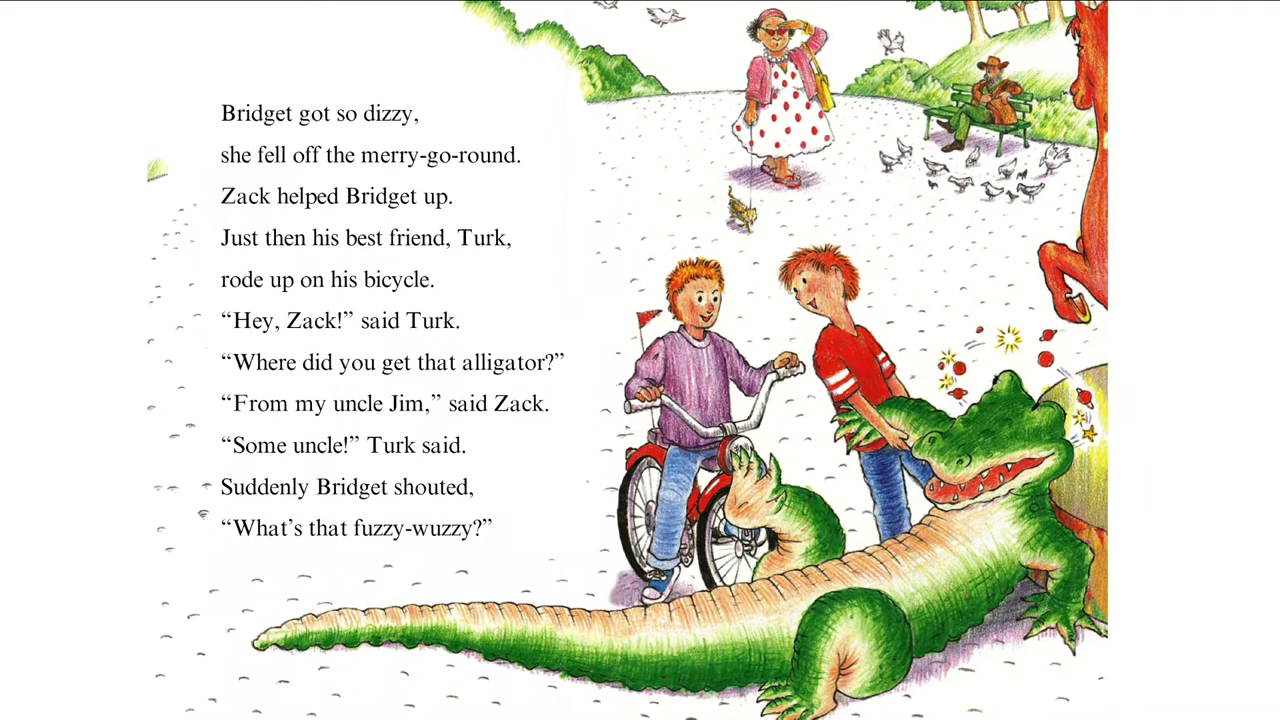 Bridget got so dizzy,
she fell off the merry-go-round.
Zack helped Bridget up.
Just then his best friend, Turk,
rode up on his bicycle.
“Hey, Zack!” said Turk.
“Where did you get that alligator?”
“From my uncle Jim,” said Zack.
“Some uncle!” Turk said.
Suddenly Bridget shouted,
“What’s that fuzzy-wuzzy?”